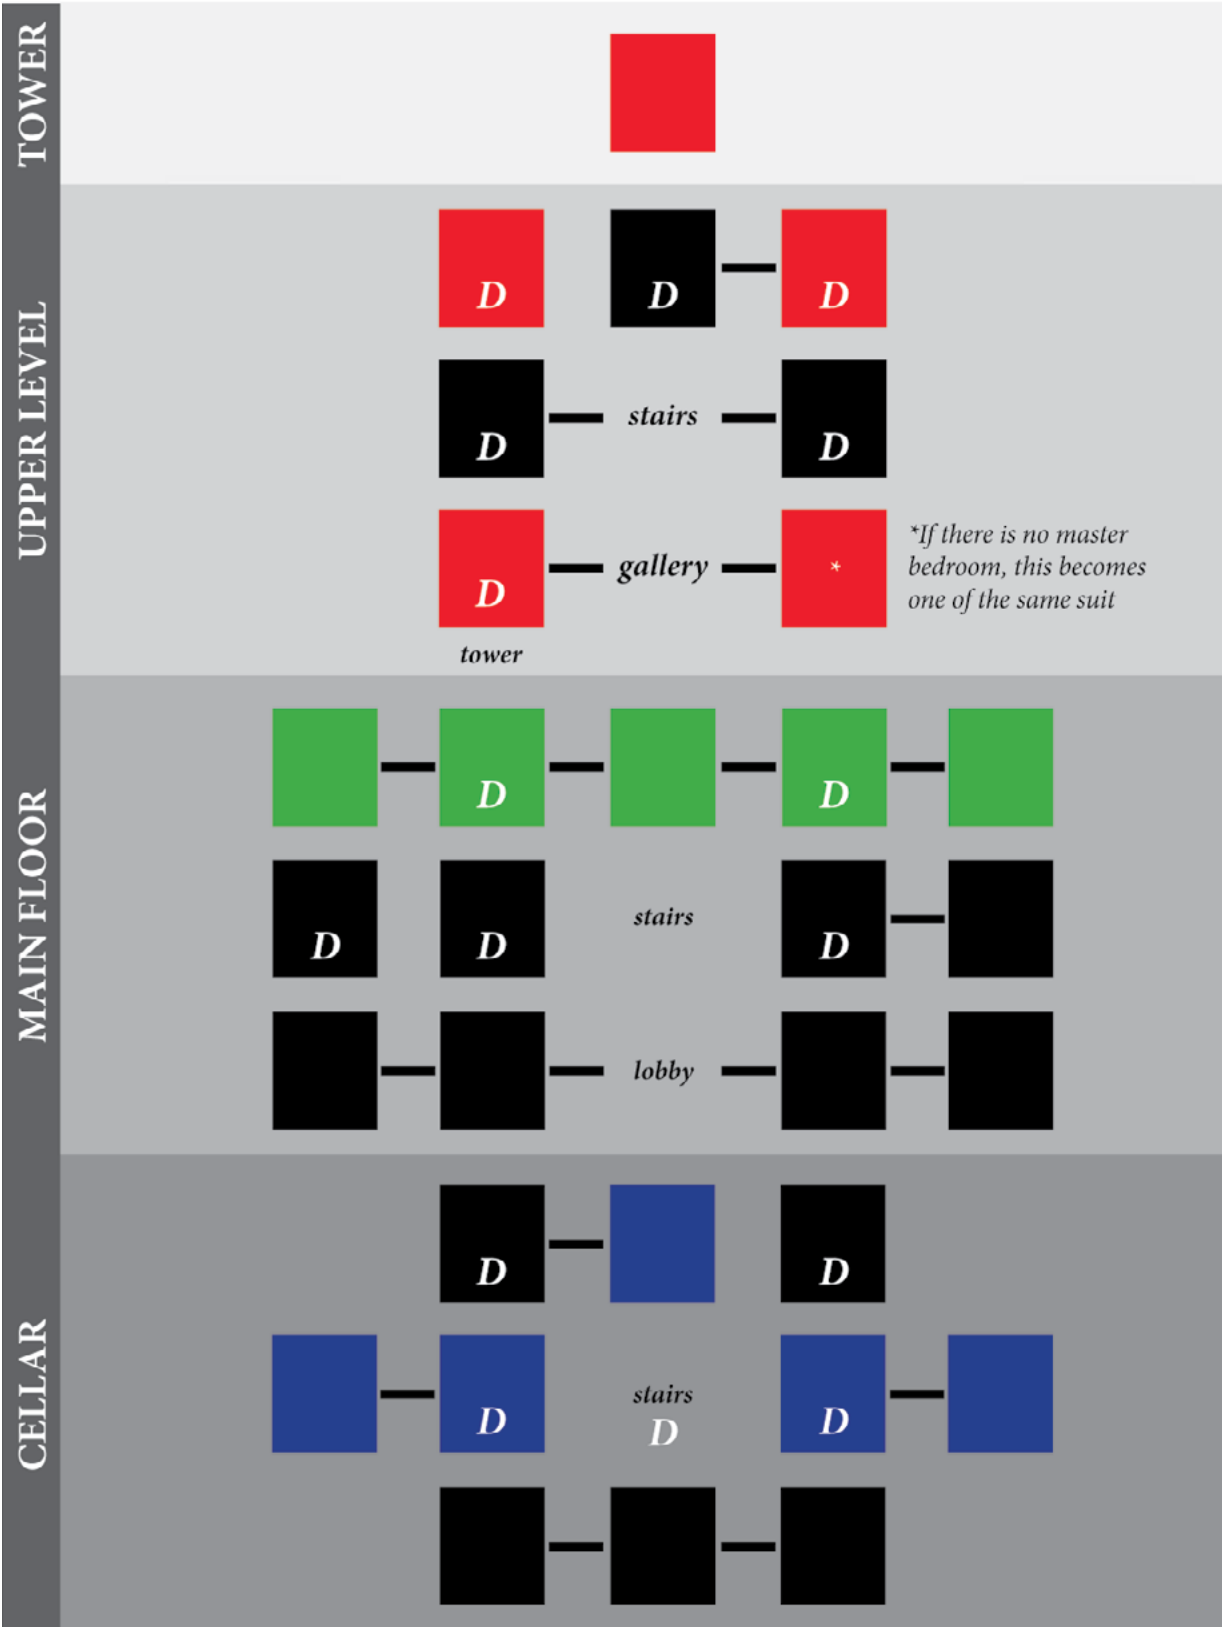 TOWER
UPPER LEVEL
D D D
D stairs D
D gallery *
*If there is no master
bedroom, this becomes
one of the same suit
tower
MAIN FLOOR
D D
D D stairs D
lobby
CELLAR
D D
D stairs D
D